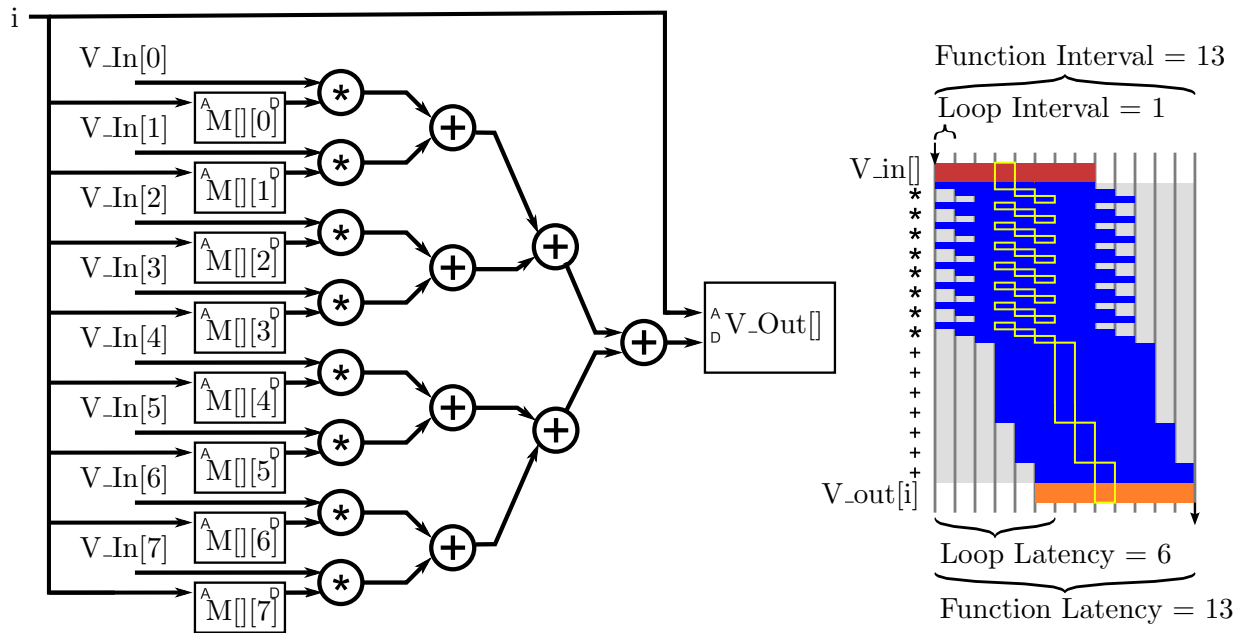 i
V_In[0]
A M[][0] D
*
V_In[1]
A M[][1] D
*
+
V_In[2]
A M[][2] D
*
V_In[3]
A M[][3] D
*
+
+
V_In[4]
A M[][4] D
*
V_In[5]
A M[][5] D
*
+
V_In[6]
A M[][6] D
*
V_In[7]
A M[][7] D
*
+
+
+
A
D
V_Out[]
Function Interval = 13
Loop Interval = 1
V_in[]
*
*
*
*
*
*
*
*
+
+
+
+
+
+
+
V_out[i]
Loop Latency = 6
Function Latency = 13